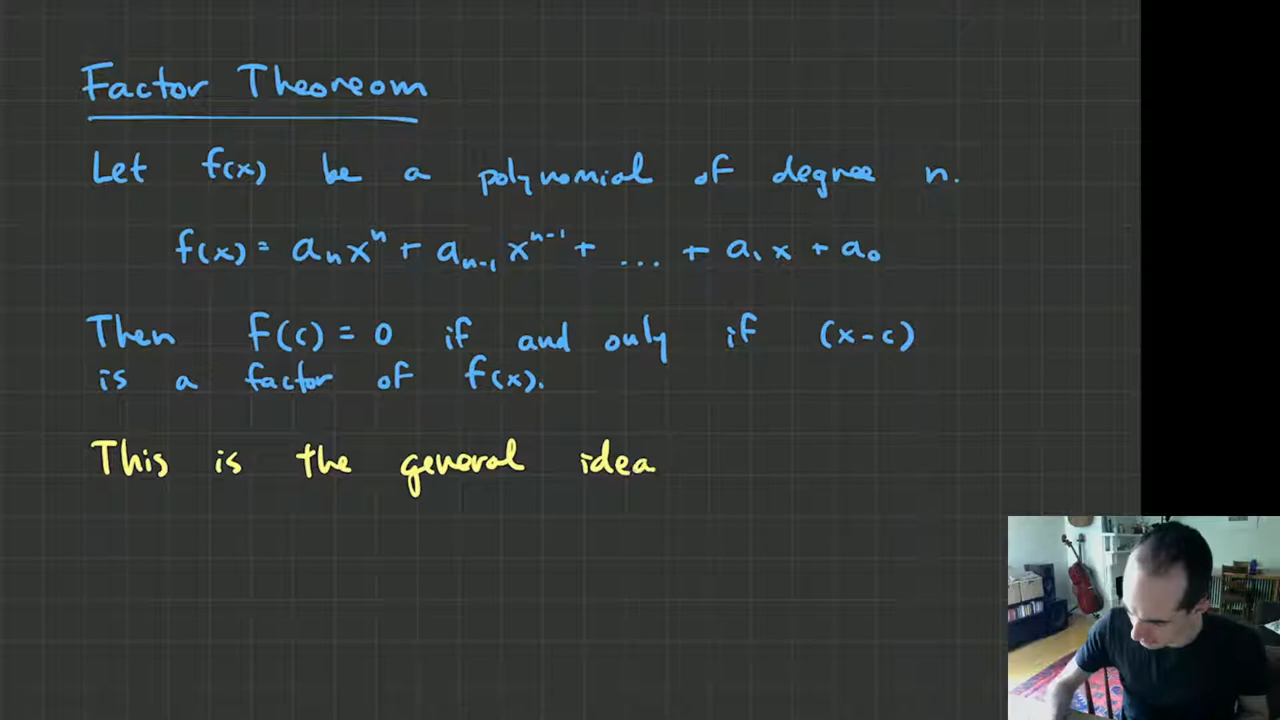 Factor Theoreom
Let f(x) be a polynomial of degree n.
f(x) = aₙxⁿ + aₙ₋₁xⁿ⁻¹ + ... + a₁x + a₀
Then f(c) = 0 if and only if (x-c)
is a factor of f(x).
This is the general idea